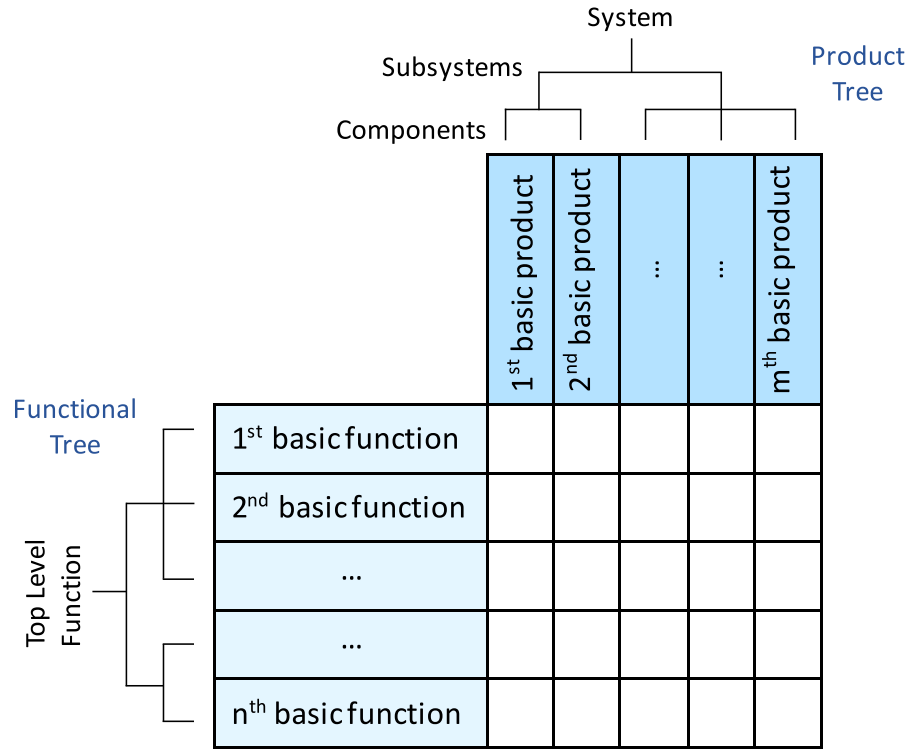 System
Product
Tree
Subsystems
Components
1st basic product
2nd basic product
...
...
mth basic product
Functional
Tree
Top Level
Function
1st basic function
2nd basic function
...
...
nth basic function